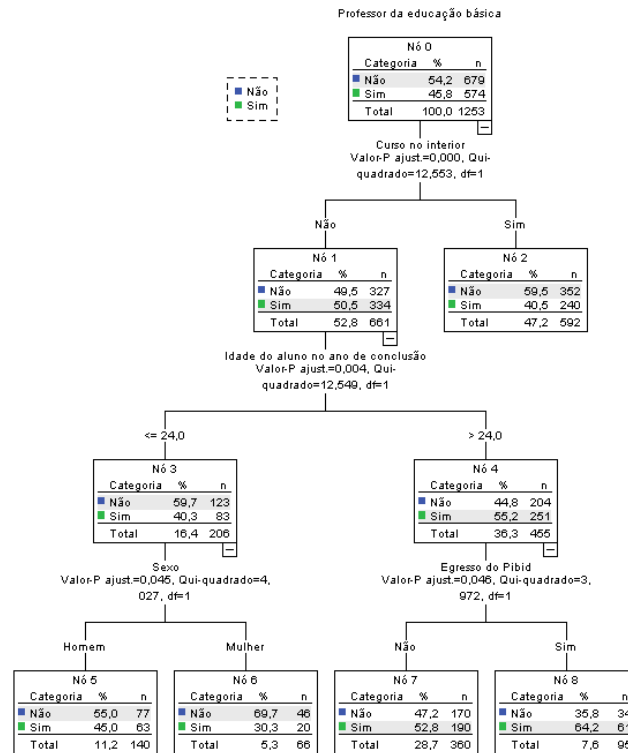 Professor da educação básica
Não
Sim
Nó 0
Categoria % n
Não 54,2 679
Sim 45,8 574
Total 100,0 1253
Curso no interior
Valor-P ajust.=0,000, Qui-
quadrado=12,553, df=1
Não Sim
Nó 1
Categoria % n
Não 49,5 327
Sim 50,5 334
Total 52,8 661
Nó 2
Categoria % n
Não 59,5 352
Sim 40,5 240
Total 47,2 592
Idade do aluno no ano de conclusão
Valor-P ajust.=0,004, Qui-
quadrado=12,549, df=1
<= 24,0 > 24,0
Nó 3
Categoria % n
Não 59,7 123
Sim 40,3 83
Total 16,4 206
Nó 4
Categoria % n
Não 44,8 204
Sim 55,2 251
Total 36,3 455
Sexo
Valor-P ajust.=0,045, Qui-quadrado=4,
027, df=1
Egresso do Pibid
Valor-P ajust.=0,046, Qui-quadrado=3,
972, df=1
Homem Mulher Não Sim
Nó 5
Categoria % n
Não 55,0 77
Sim 45,0 63
Total 11,2 140
Nó 6
Categoria % n
Não 69,7 46
Sim 30,3 20
Total 5,3 66
Nó 7
Categoria % n
Não 47,2 170
Sim 52,8 190
Total 28,7 360
Nó 8
Categoria % n
Não 35,8 34
Sim 64,2 61
Total 7,6 95